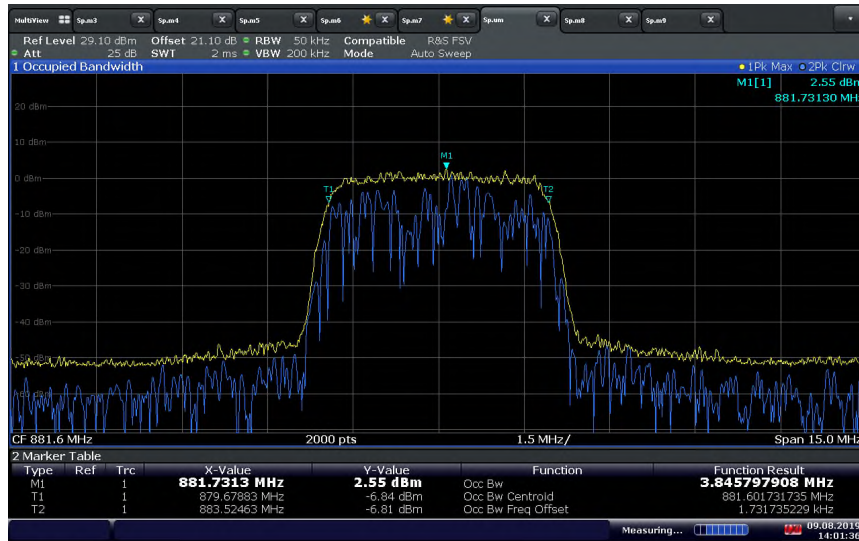 MultiView Sp.m3 X Sp.m4 X Sp.m5 X Sp.m6 X Sp.m7 X Sp.um X Sp.m8 X Sp.m9 X
Ref Level 29.10 dBm Offset 21.10 dB RBW 50 kHz Compatible R&S FSV
Att 25 dB SWT 2 ms VBW 200 kHz Mode Auto Sweep
1 Occupied Bandwidth 1Pk Max 2Pk Clrw
M1[1] 2.55 dBm
881.73130 MH
20 dBm
10 dBm
M1
0 dBm
T1 T2
-10 dBm
-20 dBm
-30 dBm
-40 dBm
-50 dBm
-60 dBm
CF 881.6 MHz 2000 pts 1.5 MHz/ Span 15.0 MHz
2 Marker Table
Type Ref Trc X-Value Y-Value Function Function Result
M1 1 881.7313 MHz 2.55 dBm Occ Bw 3.845797908 MHz
T1 1 879.67883 MHz -6.84 dBm Occ Bw Centroid 881.601731735 MHz
T2 1 883.52463 MHz -6.81 dBm Occ Bw Freq Offset 1.731735229 kHz
Measuring... 09.08.2019
14:01:36